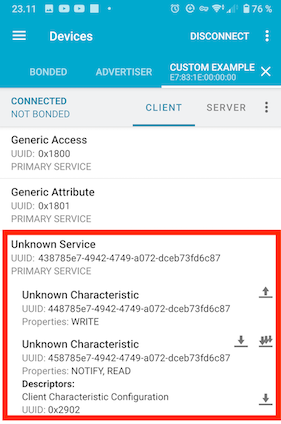 23.11
76 %
Devices
DISCONNECT
BONDED
ADVERTISER
CUSTOM EXAMPLE
E7:83:1E:00:00:00
CONNECTED
NOT BONDED
CLIENT
SERVER
Generic Access
UUID: 0x1800
PRIMARY SERVICE
Generic Attribute
UUID: 0x1801
PRIMARY SERVICE
Unknown Service
UUID: 438785e7-4942-4749-a072-dceb73fd6c87
PRIMARY SERVICE
Unknown Characteristic
UUID: 448785e7-4942-4749-a072-dceb73fd6c87
Properties: WRITE
Unknown Characteristic
UUID: 458785e7-4942-4749-a072-dceb73fd6c87
Properties: NOTIFY, READ
Descriptors:
Client Characteristic Configuration
UUID: 0x2902